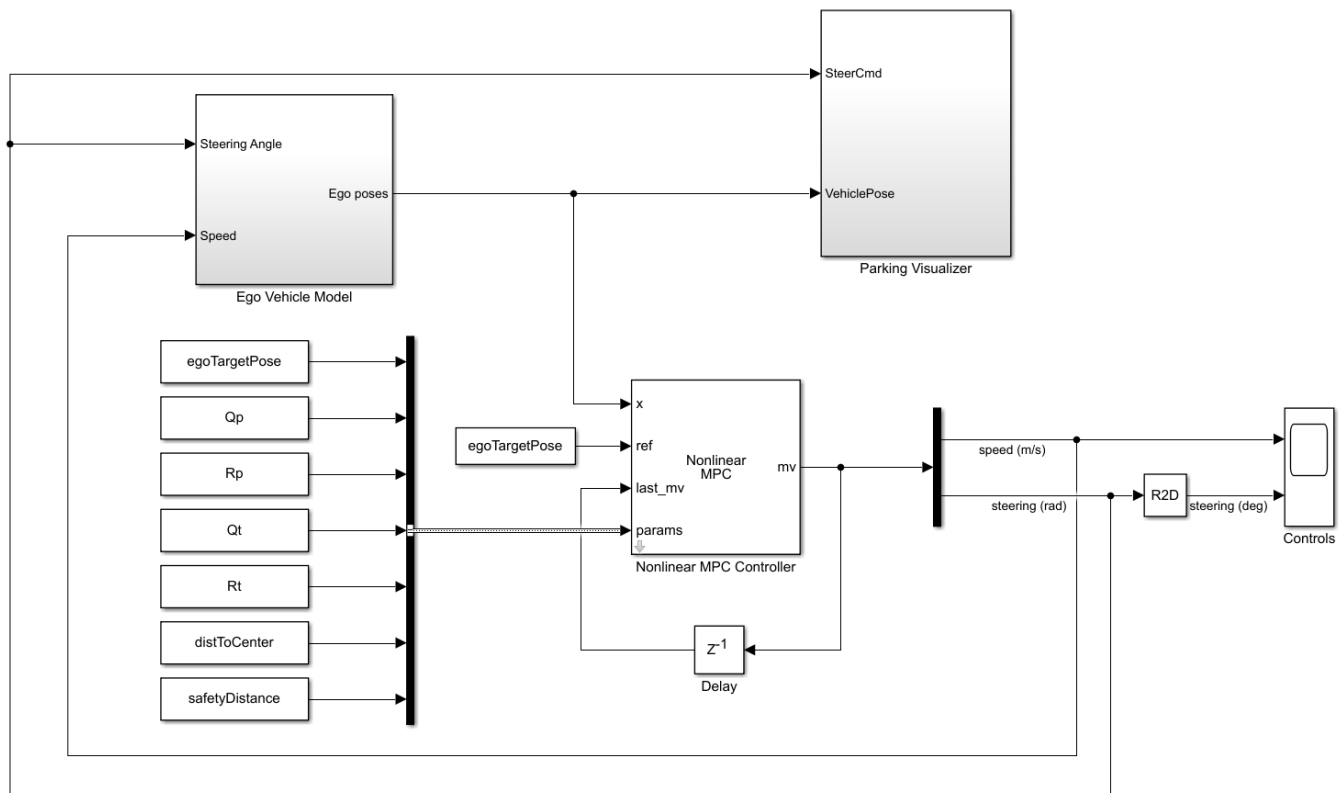 SteerCmd
Steering Angle
Ego poses
VehiclePose
Speed
Parking Visualizer
Ego Vehicle Model
egoTargetPose
Qp
Rp
Qt
Rt
distToCenter
safetyDistance
egoTargetPose
x
ref
last_mv
params
Nonlinear
MPC
mv
Nonlinear MPC Controller
Z-1
Delay
speed (m/s)
steering (rad)
R2D
steering (deg)
Controls